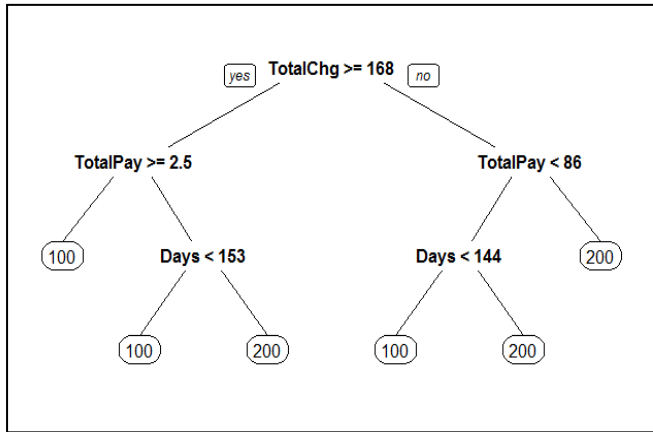 yes TotalChg >= 168 no
TotalPay >= 2.5 TotalPay < 86
100 Days < 153 Days < 144 200
100 200 100 200